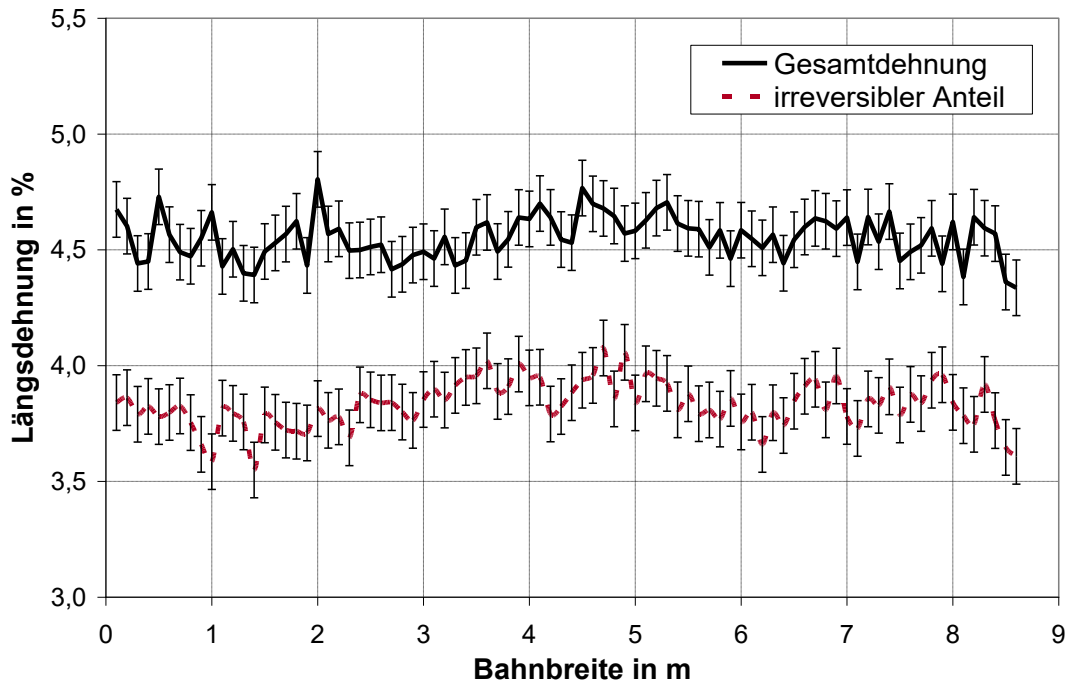 5,5
5,0
4,5
4,0
3,5
3,0
Längsdehnung in %
Gesamtdehnung
irreversibler Anteil
0 1 2 3 4 5 6 7 8 9
Bahnbreite in m